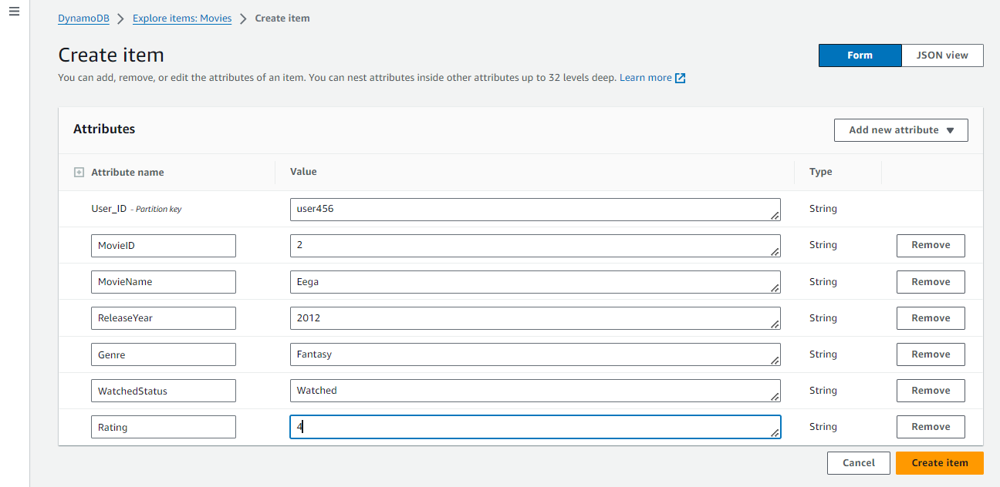 DynamoDB > Explore items: Movies > Create item
Create item
Form JSON view
You can add, remove, or edit the attributes of an item. You can nest attributes inside other attributes up to 32 levels deep. Learn more
Attributes
Add new attribute ▼
Attribute name Value Type
User_ID - Partition key user456 String
MovieID 2 String Remove
MovieName Eega String Remove
ReleaseYear 2012 String Remove
Genre Fantasy String Remove
WatchedStatus Watched String Remove
Rating 4 String Remove
Cancel Create item